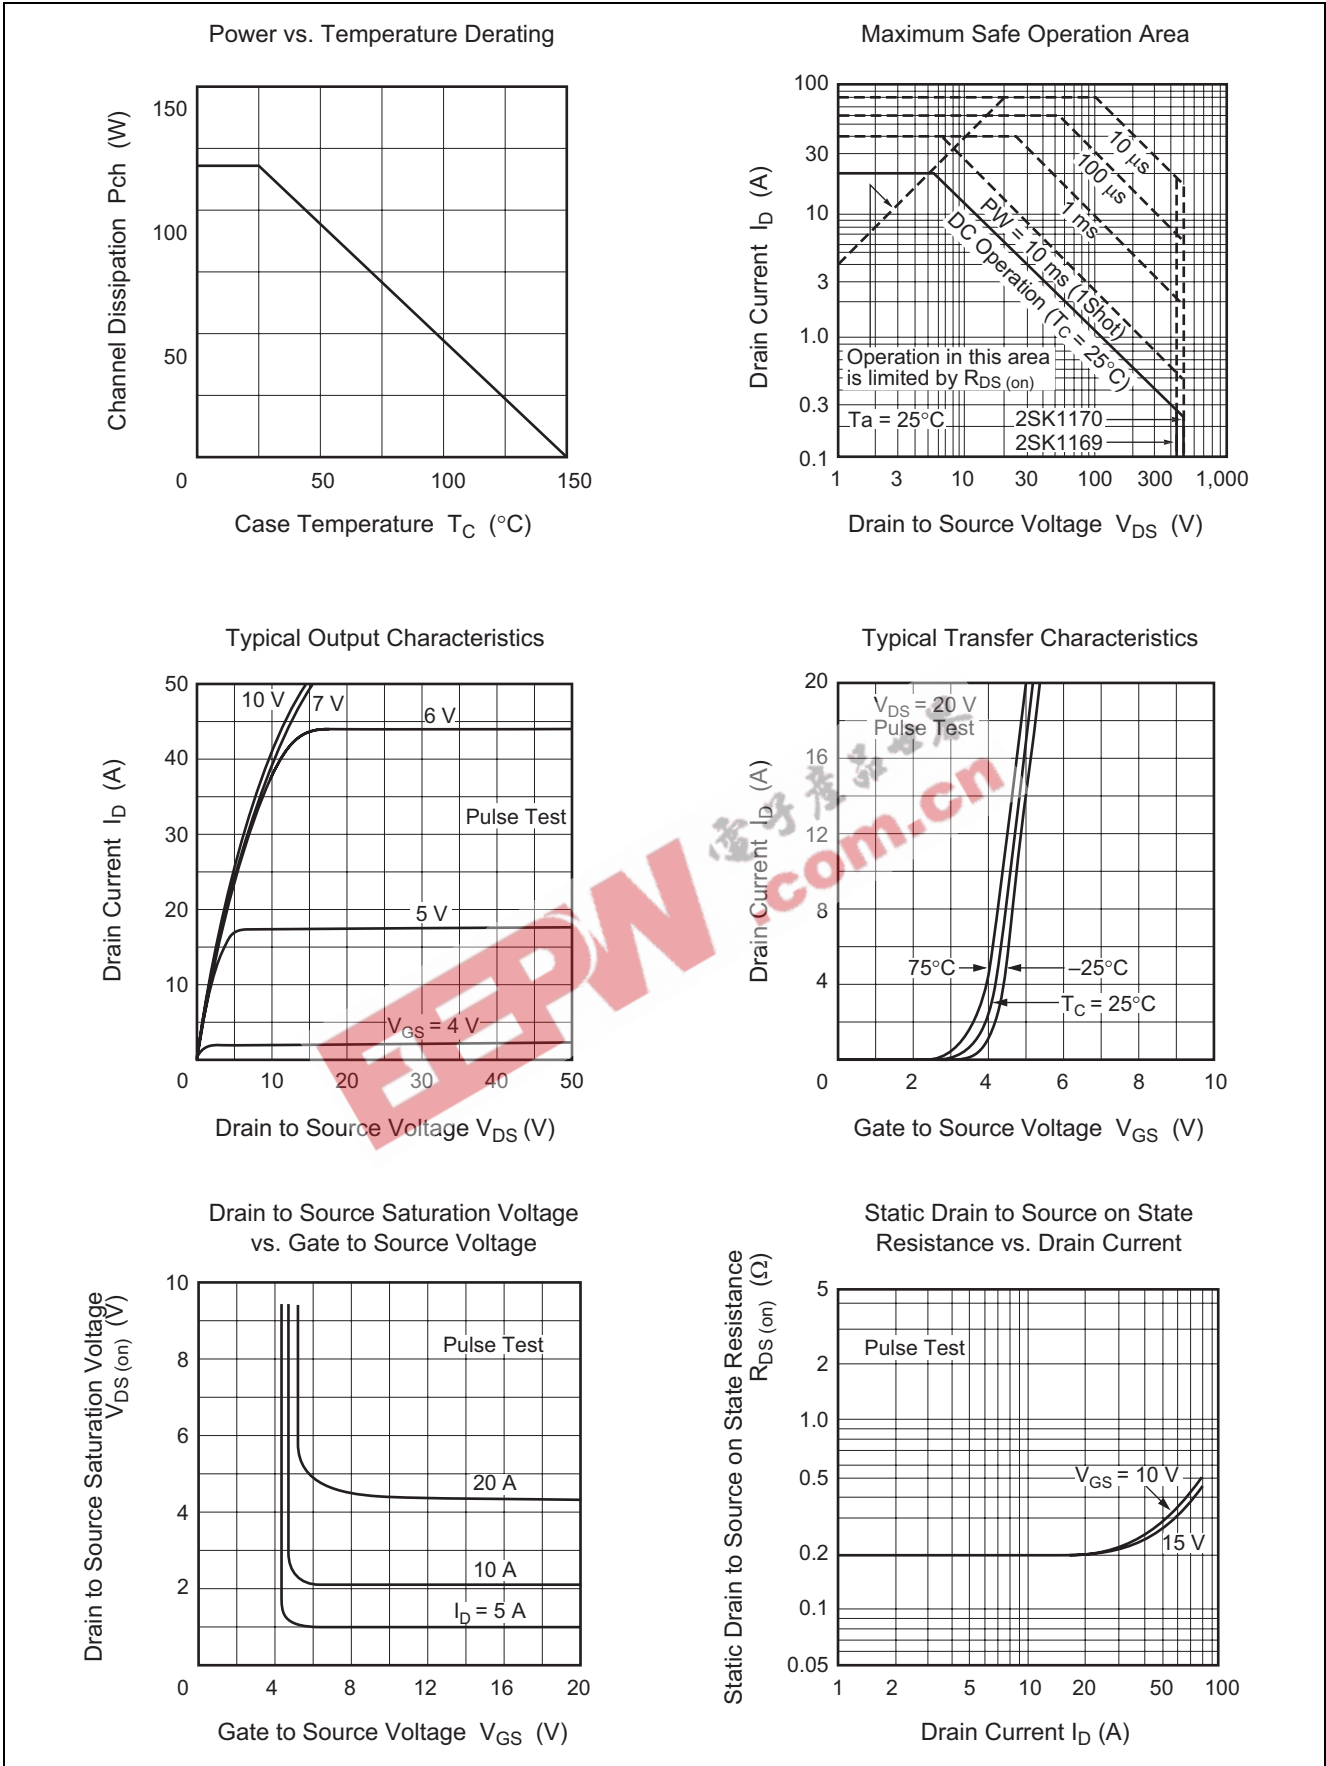 Power vs. Temperature Derating
Channel Dissipation Pch (W)
150
100
50
0
50
100
150
Case Temperature TC (°C)
Maximum Safe Operation Area
Drain Current ID (A)
100
30
10
3
1.0
0.3
0.1
10 µs
100 µs
1 ms
PW = 10 ms (1Shot)
DC Operation (TC = 25°C)
Operation in this area
is limited by RDS (on)
Ta = 25°C
2SK1170
2SK1169
1
3
10
30
100
300
1,000
Drain to Source Voltage VDS (V)
Typical Output Characteristics
Drain Current ID (A)
50
40
30
20
10
10 V
7 V
6 V
Pulse Test
5 V
VGS = 4 V
0
10
20
30
40
50
Drain to Source Voltage VDS (V)
Typical Transfer Characteristics
Drain Current ID (A)
20
16
12
8
4
VDS = 20 V
Pulse Test
75°C
–25°C
TC = 25°C
0
2
4
6
8
10
Gate to Source Voltage VGS (V)
EEPW
.com.cn
電子產品世界
Drain to Source Saturation Voltage
vs. Gate to Source Voltage
Drain to Source Saturation Voltage
VDS (on) (V)
10
8
6
4
2
Pulse Test
20 A
10 A
ID = 5 A
0
4
8
12
16
20
Gate to Source Voltage VGS (V)
Static Drain to Source on State
Resistance vs. Drain Current
Static Drain to Source on State Resistance
RDS (on) (Ω)
5
2
1.0
0.5
0.2
0.1
0.05
Pulse Test
VGS = 10 V
15 V
1
2
5
10
20
50
100
Drain Current ID (A)